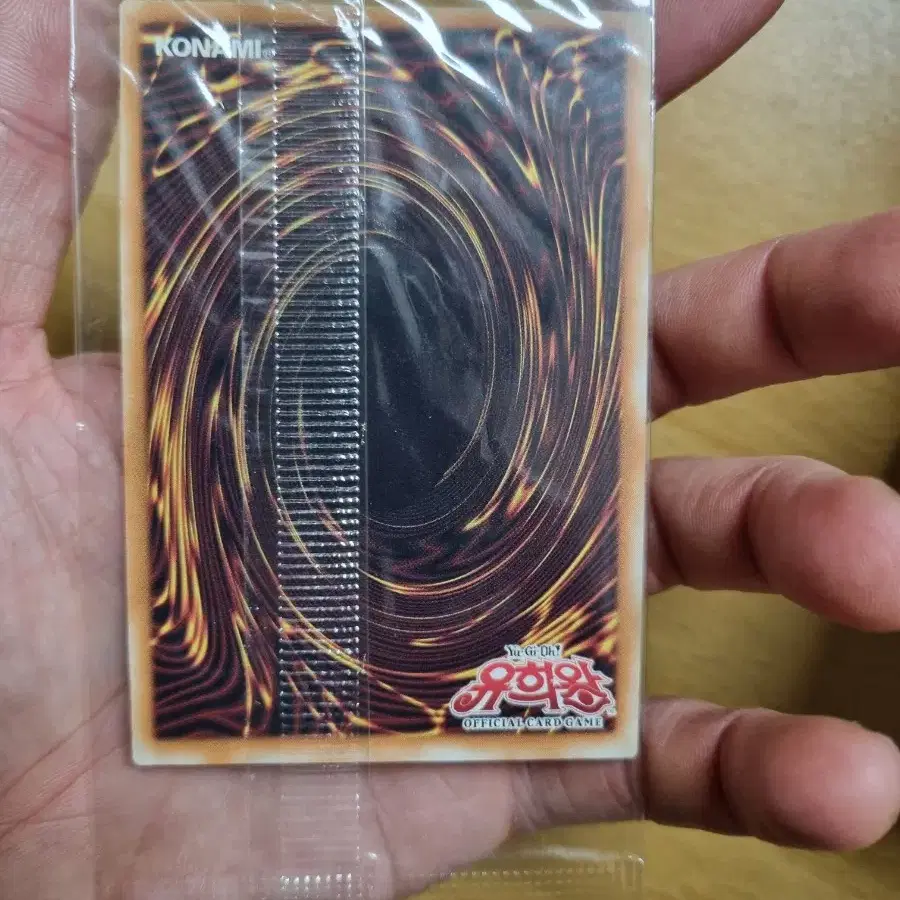 KONAMI
Yu-Gi-Oh!
유희왕
OFFICIAL CARD GAME